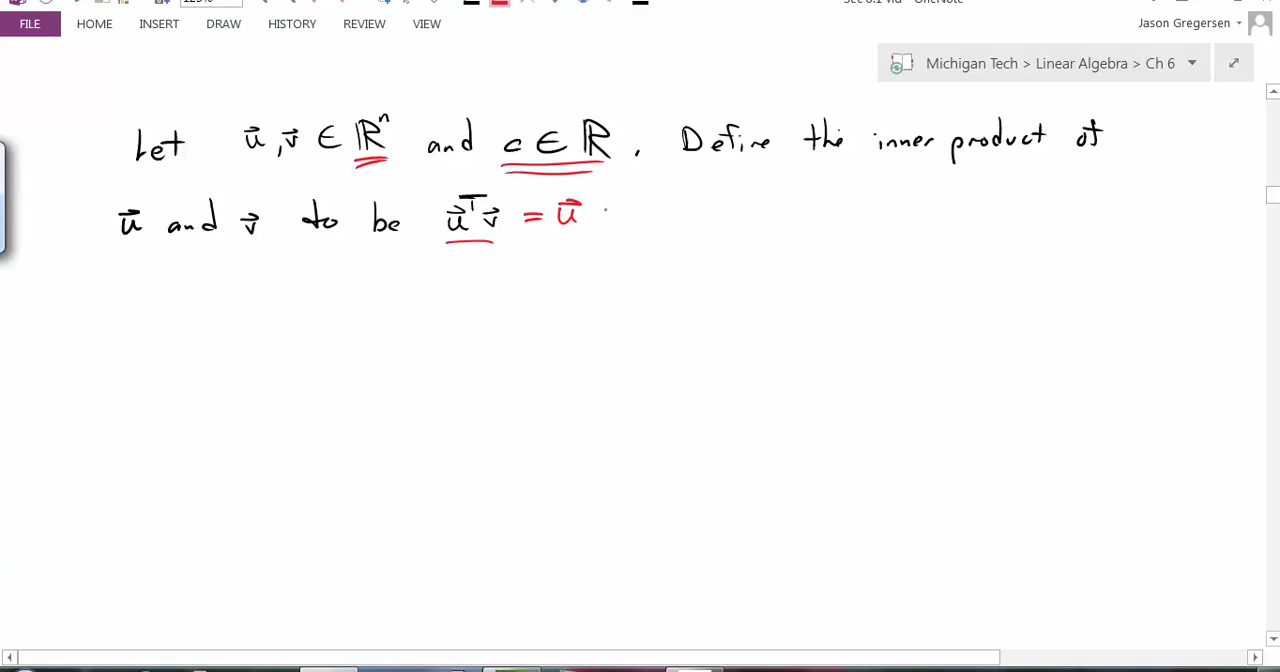 FILE HOME INSERT DRAW HISTORY REVIEW VIEW Jason Gregersen
Michigan Tech > Linear Algebra > Ch 6
Let u⃗, v⃗ ∈ ℝⁿ and c ∈ ℝ. Define the inner product of
u⃗ and v⃗ to be u⃗ᵀv⃗ = u⃗ ·